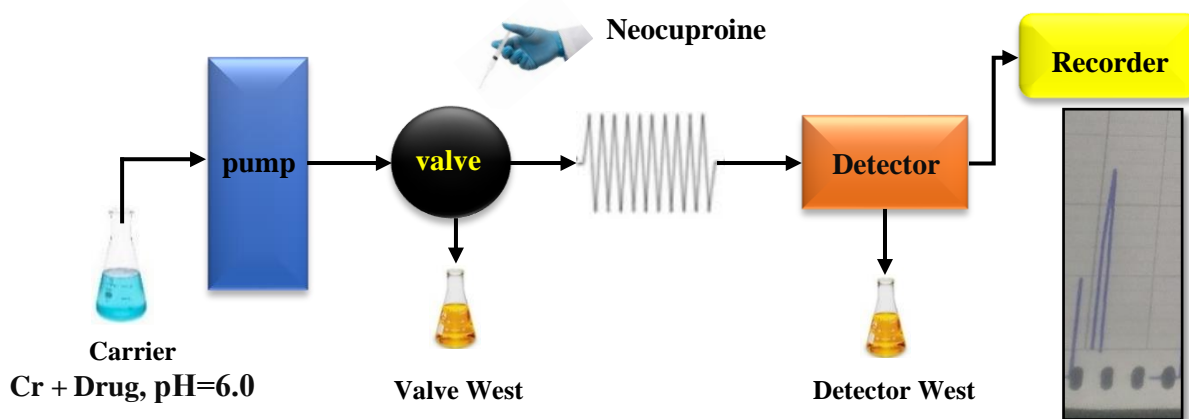 Neocuproine
Recorder
pump
valve
Detector
Carrier
Cr + Drug, pH=6.0
Valve West
Detector West